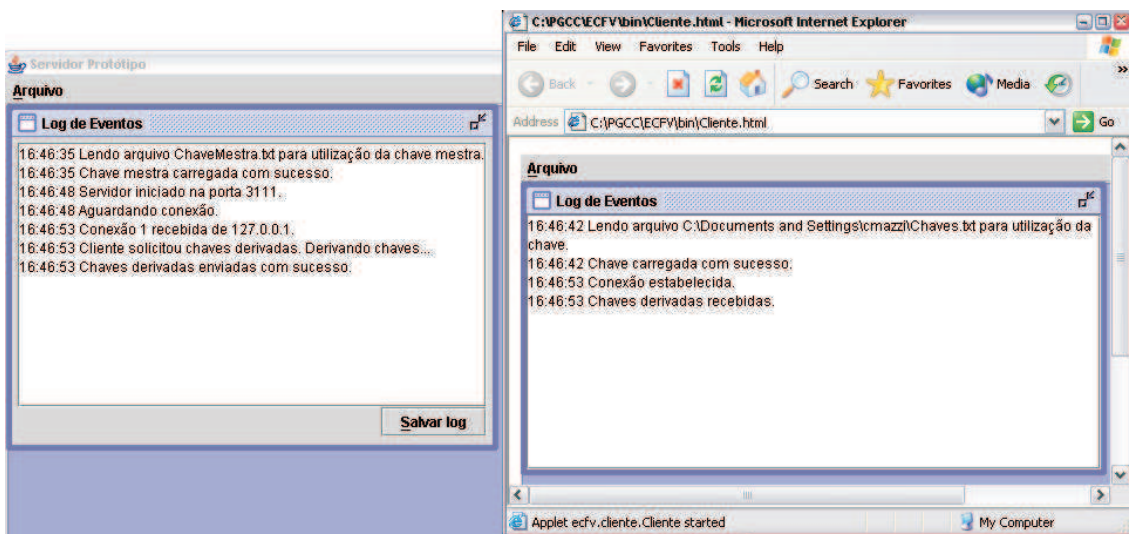 Servidor Protótipo
Arquivo
Log de Eventos
16:46:35 Lendo arquivo ChaveMestra.txt para utilização da chave mestra.
16:46:35 Chave mestra carregada com sucesso.
16:46:48 Servidor iniciado na porta 3111.
16:46:48 Aguardando conexão.
16:46:53 Conexão 1 recebida de 127.0.0.1.
16:46:53 Cliente solicitou chaves derivadas. Derivando chaves...
16:46:53 Chaves derivadas enviadas com sucesso.
Salvar log
C:\PGCC\ECFV\bin\Cliente.html - Microsoft Internet Explorer
File Edit View Favorites Tools Help
Back Search Favorites Media »
Address C:\PGCC\ECFV\bin\Cliente.html Go
Arquivo
Log de Eventos
16:46:42 Lendo arquivo C:\Documents and Settings\cmazzi\Chaves.txt para utilização da
chave.
16:46:42 Chave carregada com sucesso.
16:46:53 Conexão estabelecida.
16:46:53 Chaves derivadas recebidas.
Applet ecfv.cliente.Cliente started My Computer